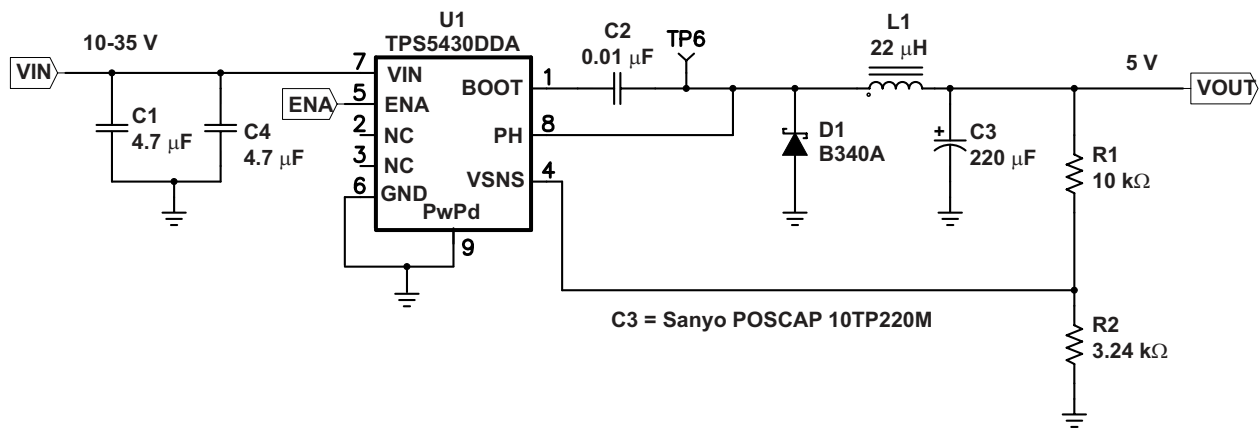 U1
TPS5430DDA
10-35 V
VIN
C1
4.7 μF
C4
4.7 μF
ENA
7
5
2
3
6
VIN
ENA
NC
NC
GND
BOOT
PH
VSNS
PwPd
1
8
4
9
C2
0.01 μF
TP6
L1
22 μH
5 V
VOUT
D1
B340A
+
C3
220 μF
R1
10 kΩ
R2
3.24 kΩ
C3 = Sanyo POSCAP 10TP220M